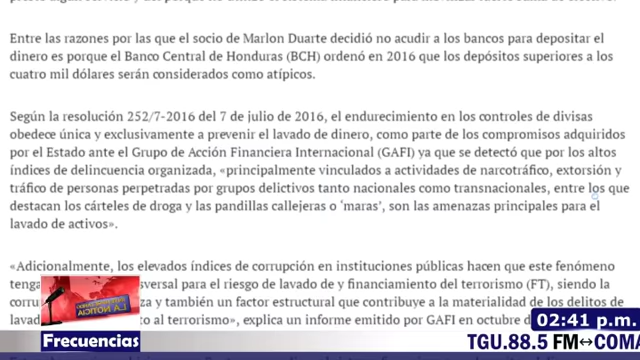 Entre las razones por las que el socio de Marlon Duarte decidió no acudir a los bancos para depositar el
dinero es porque el Banco Central de Honduras (BCH) ordenó en 2016 que los depósitos superiores a los
cuatro mil dólares serán considerados como atípicos.
Según la resolución 252/7-2016 del 7 de julio de 2016, el endurecimiento en los controles de divisas
obedece única y exclusivamente a prevenir el lavado de dinero, como parte de los compromisos adquiridos
por el Estado ante el Grupo de Acción Financiera Internacional (GAFI) ya que se detectó que por los altos
índices de delincuencia organizada, «principalmente vinculados a actividades de narcotráfico, extorsión y
tráfico de personas perpetradas por grupos delictivos tanto nacionales como transnacionales, entre los que
destacan los cárteles de droga y las pandillas callejeras o ‘maras’, son las amenazas principales para el
lavado de activos».
«Adicionalmente, los elevados índices de corrupción en instituciones públicas hacen que este fenómeno
tenga versal para el riesgo de lavado de y financiamiento del terrorismo (FT), siendo la
y también un factor estructural que contribuye a la materialidad de los delitos de
al terrorismo», explica un informe emitido por GAFI en octubre
LA NOTICIA
02:41 p.m.
Frecuencias
TGU.88.5 FM↔COMA